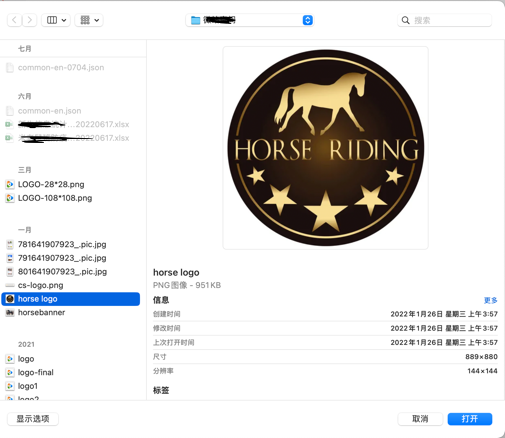 搜索
七月
common-en-0704.json
六月
common-en.json
...20220617.xlsx
...20220617.xlsx
三月
LOGO-28*28.png
LOGO-108*108.png
一月
781641907923_.pic.jpg
791641907923_.pic.jpg
801641907923_.pic.jpg
cs-logo.png
horse logo
horsebanner
2021
logo
logo-final
logo1
logo2
HORSE RIDING
horse logo
PNG图像 - 951 KB
信息 更多
创建时间 2022年1月26日 星期三 上午3:57
修改时间 2022年1月26日 星期三 上午3:57
上次打开时间 2022年1月26日 星期三 上午3:57
尺寸 889×880
分辨率 144×144
标签
显示选项 取消 打开